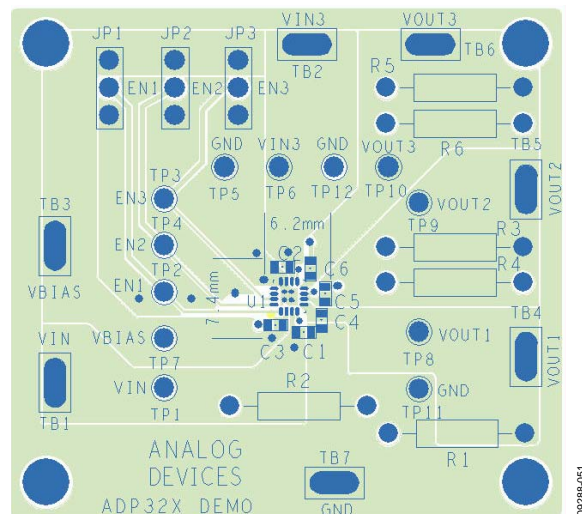 VIN3
VOUT3
JP1
JP2
JP3
TB2
TB6
R5
EN1
EN2
EN3
R6
TB5
GND
VIN3
GND
VOUT3
TP3
TP5
TP6
TP12
TP10
VOUT2
EN3
TP4
TP9
VOUT2
TB3
6.2mm
R3
EN2
TP2
C2
R4
C6
VBIAS
EN1
7.4mm
U1
C5
TB4
C4
VIN
VBIAS
C3
C1
VOUT1
TP7
TP8
VOUT1
R2
VIN
GND
TB1
TP1
TP11
R1
ANALOG
DEVICES
TB7
ADP32X DEMO
GND
09288-051